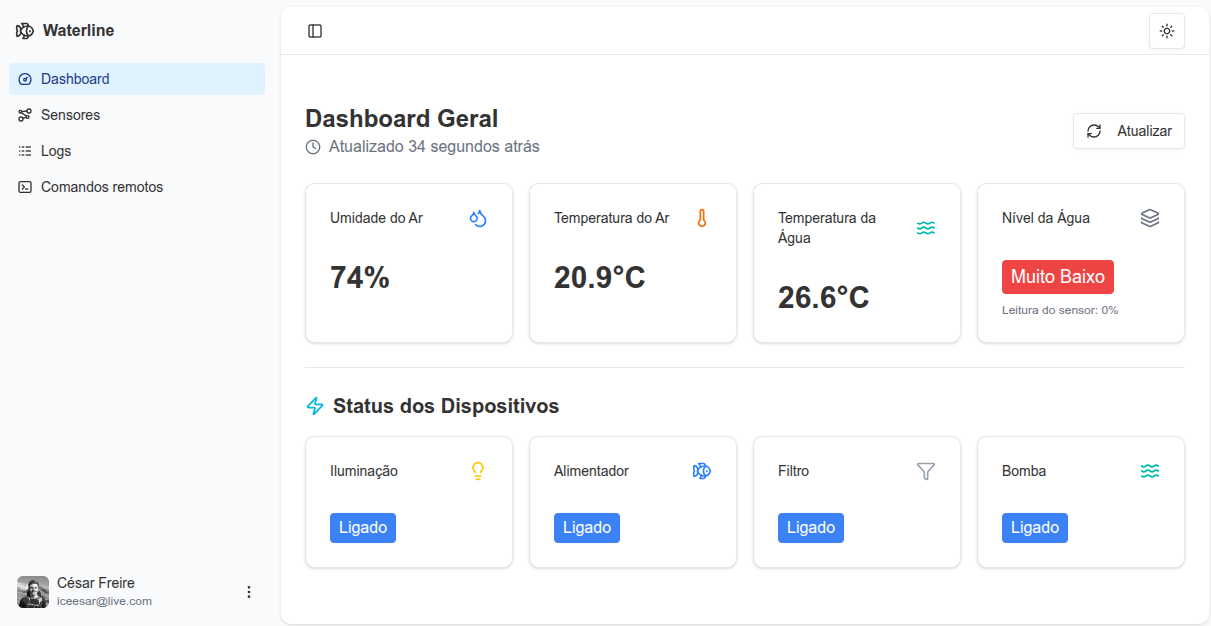 Waterline
Dashboard
Sensores
Logs
Comandos remotos
César Freire
iceesar@live.com
Dashboard Geral
Atualizado 34 segundos atrás
Atualizar
Umidade do Ar
74%
Temperatura do Ar
20.9°C
Temperatura da
Água
26.6°C
Nível da Água
Muito Baixo
Leitura do sensor: 0%
Status dos Dispositivos
Iluminação
Ligado
Alimentador
Ligado
Filtro
Ligado
Bomba
Ligado